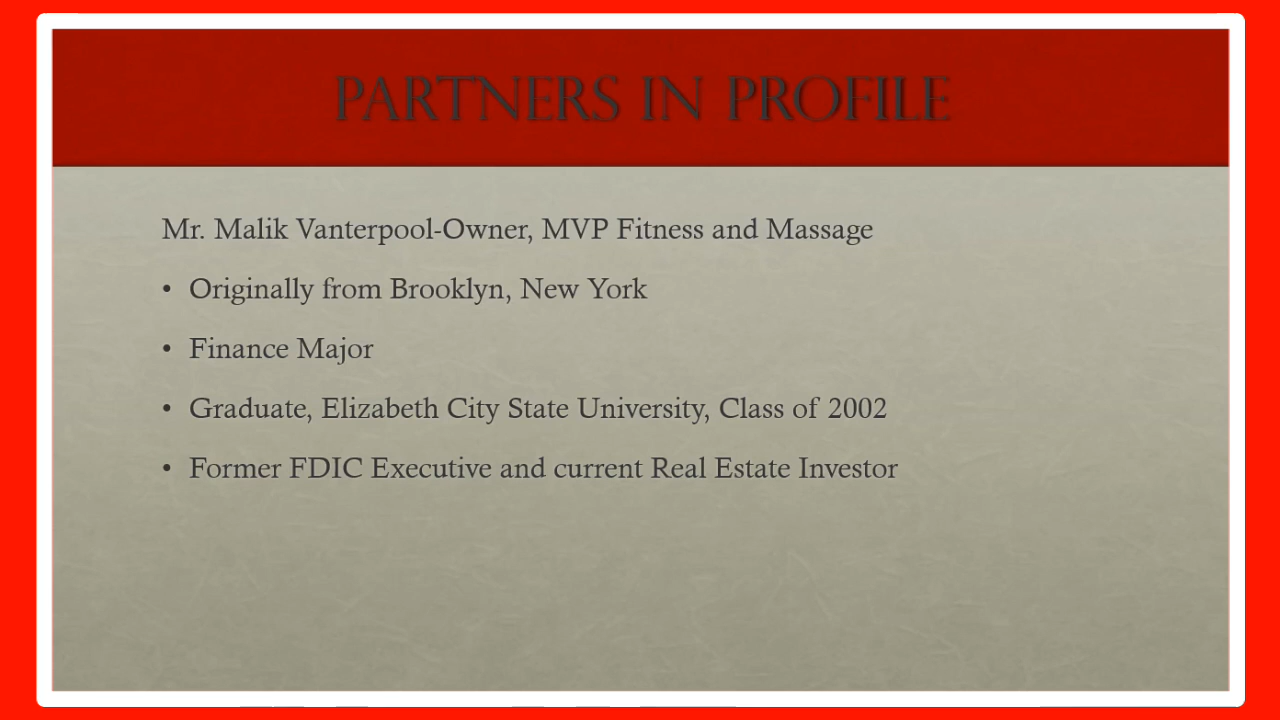 PARTNERS IN PROFILE
Mr. Malik Vanterpool-Owner, MVP Fitness and Massage
• Originally from Brooklyn, New York
• Finance Major
• Graduate, Elizabeth City State University, Class of 2002
• Former FDIC Executive and current Real Estate Investor